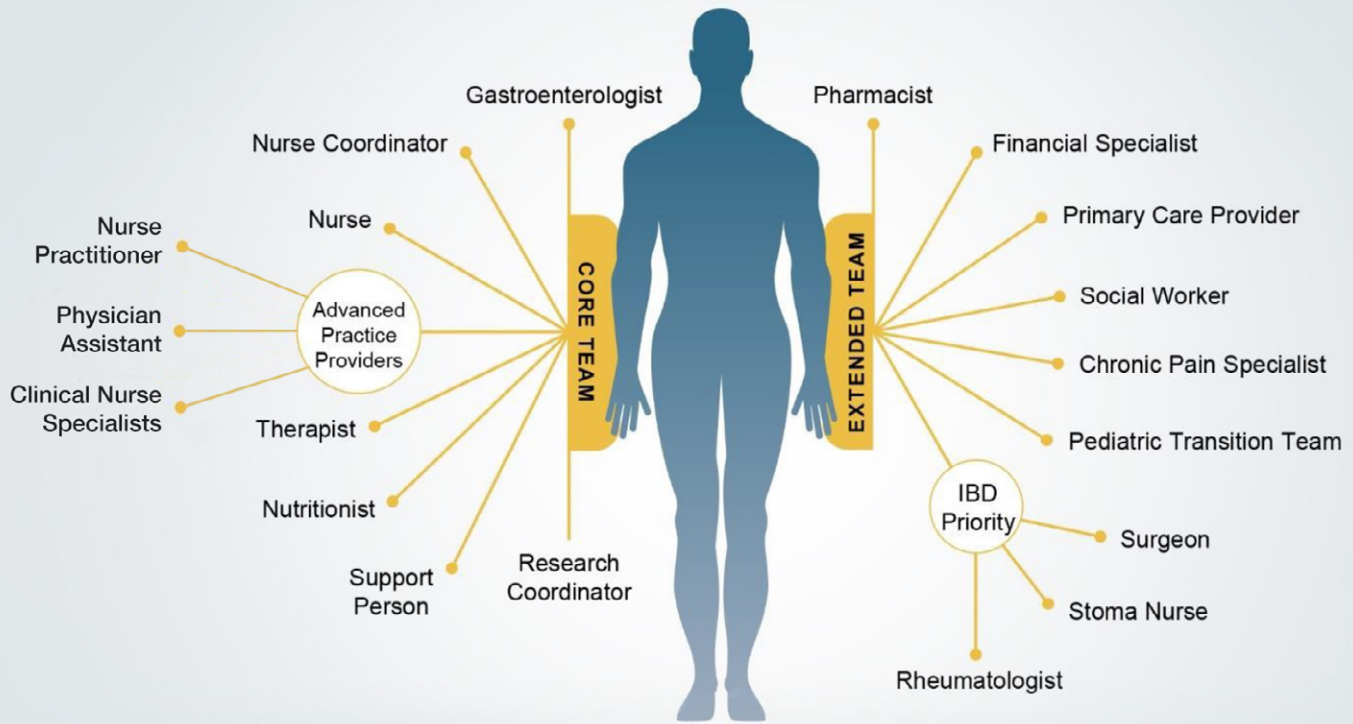 Gastroenterologist
Nurse Coordinator
Nurse
Nurse
Practitioner
Physician
Assistant
Clinical Nurse
Specialists
Advanced
Practice
Providers
Therapist
Nutritionist
Support
Person
Research
Coordinator
CORE TEAM
EXTENDED TEAM
Pharmacist
Financial Specialist
Primary Care Provider
Social Worker
Chronic Pain Specialist
Pediatric Transition Team
IBD
Priority
Surgeon
Stoma Nurse
Rheumatologist